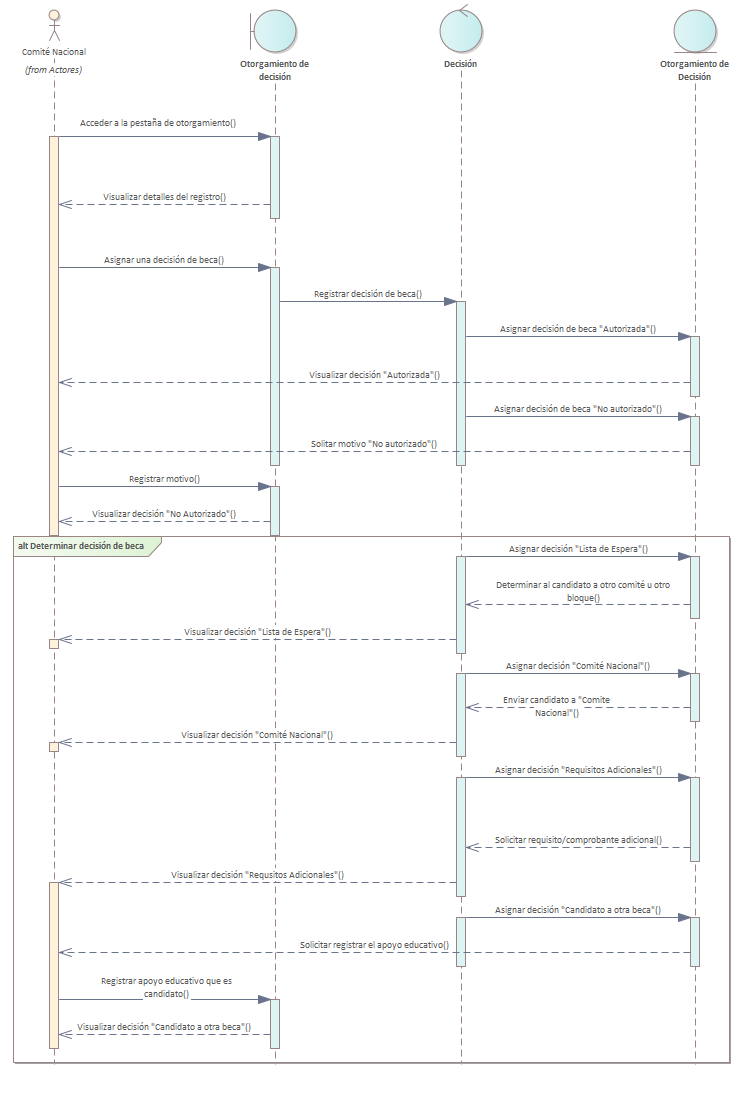 Comité Nacional
(from Actores)
Otorgamiento de
decisión
Decisión
Otorgamiento de
Decisión
Acceder a la pestaña de otorgamiento()
Visualizar detalles del registro()
Asignar una decisión de beca()
Registrar decisión de beca()
Asignar decisión de beca "Autorizada"()
Visualizar decisión "Autorizada"()
Asignar decisión de beca "No autorizado"()
Solitar motivo "No autorizado"()
Registrar motivo()
Visualizar decisión "No Autorizado"()
alt Determinar decisión de beca
Asignar decisión "Lista de Espera"()
Determinar al candidato a otro comité u otro
bloque()
Visualizar decisión "Lista de Espera"()
Asignar decisión "Comité Nacional"()
Enviar candidato a "Comite
Nacional"()
Visualizar decisión "Comité Nacional"()
Asignar decisión "Requisitos Adicionales"()
Solicitar requisito/comprobante adicional()
Visualizar decisión "Requsitos Adicionales"()
Asignar decisión "Candidato a otra beca"()
Solicitar registrar el apoyo educativo()
Registrar apoyo educativo que es
candidato()
Visualizar decisión "Candidato a otra beca"()